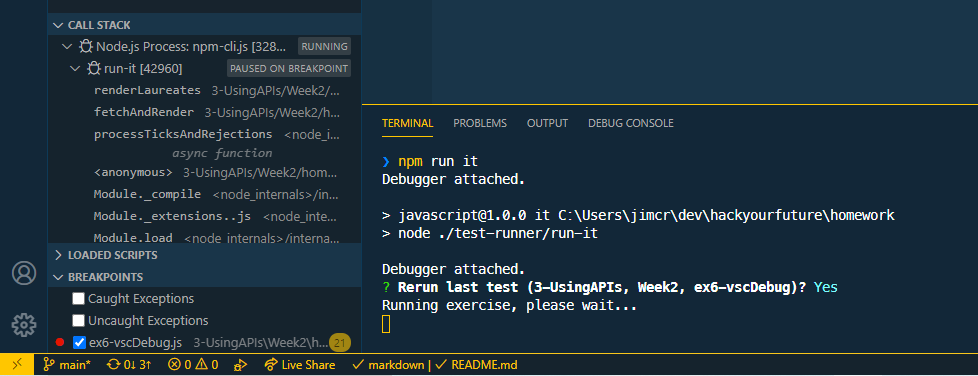 CALL STACK
Node.js Process: npm-cli.js [328... RUNNING
run-it [42960] PAUSED ON BREAKPOINT
renderLaureates 3-UsingAPIs/Week2/...
fetchAndRender 3-UsingAPIs/Week2/h...
processTicksAndRejections <node_i...
async function
<anonymous> 3-UsingAPIs/Week2/hom...
Module._compile <node_internals>/in...
Module._extensions..js <node_inte...
Module.load <node_internals>/interna...
LOADED SCRIPTS
BREAKPOINTS
Caught Exceptions
Uncaught Exceptions
ex6-vscDebug.js 3-UsingAPIs\Week2\h... 21
TERMINAL PROBLEMS OUTPUT DEBUG CONSOLE
❯ npm run it
Debugger attached.
> javascript@1.0.0 it C:\Users\jimcr\dev\hackyourfuture\homework
> node ./test-runner/run-it
Debugger attached.
? Rerun last test (3-UsingAPIs, Week2, ex6-vscDebug)? Yes
Running exercise, please wait...
main* 0↓ 3↑ 0 0 Live Share ✓ markdown | ✓ README.md